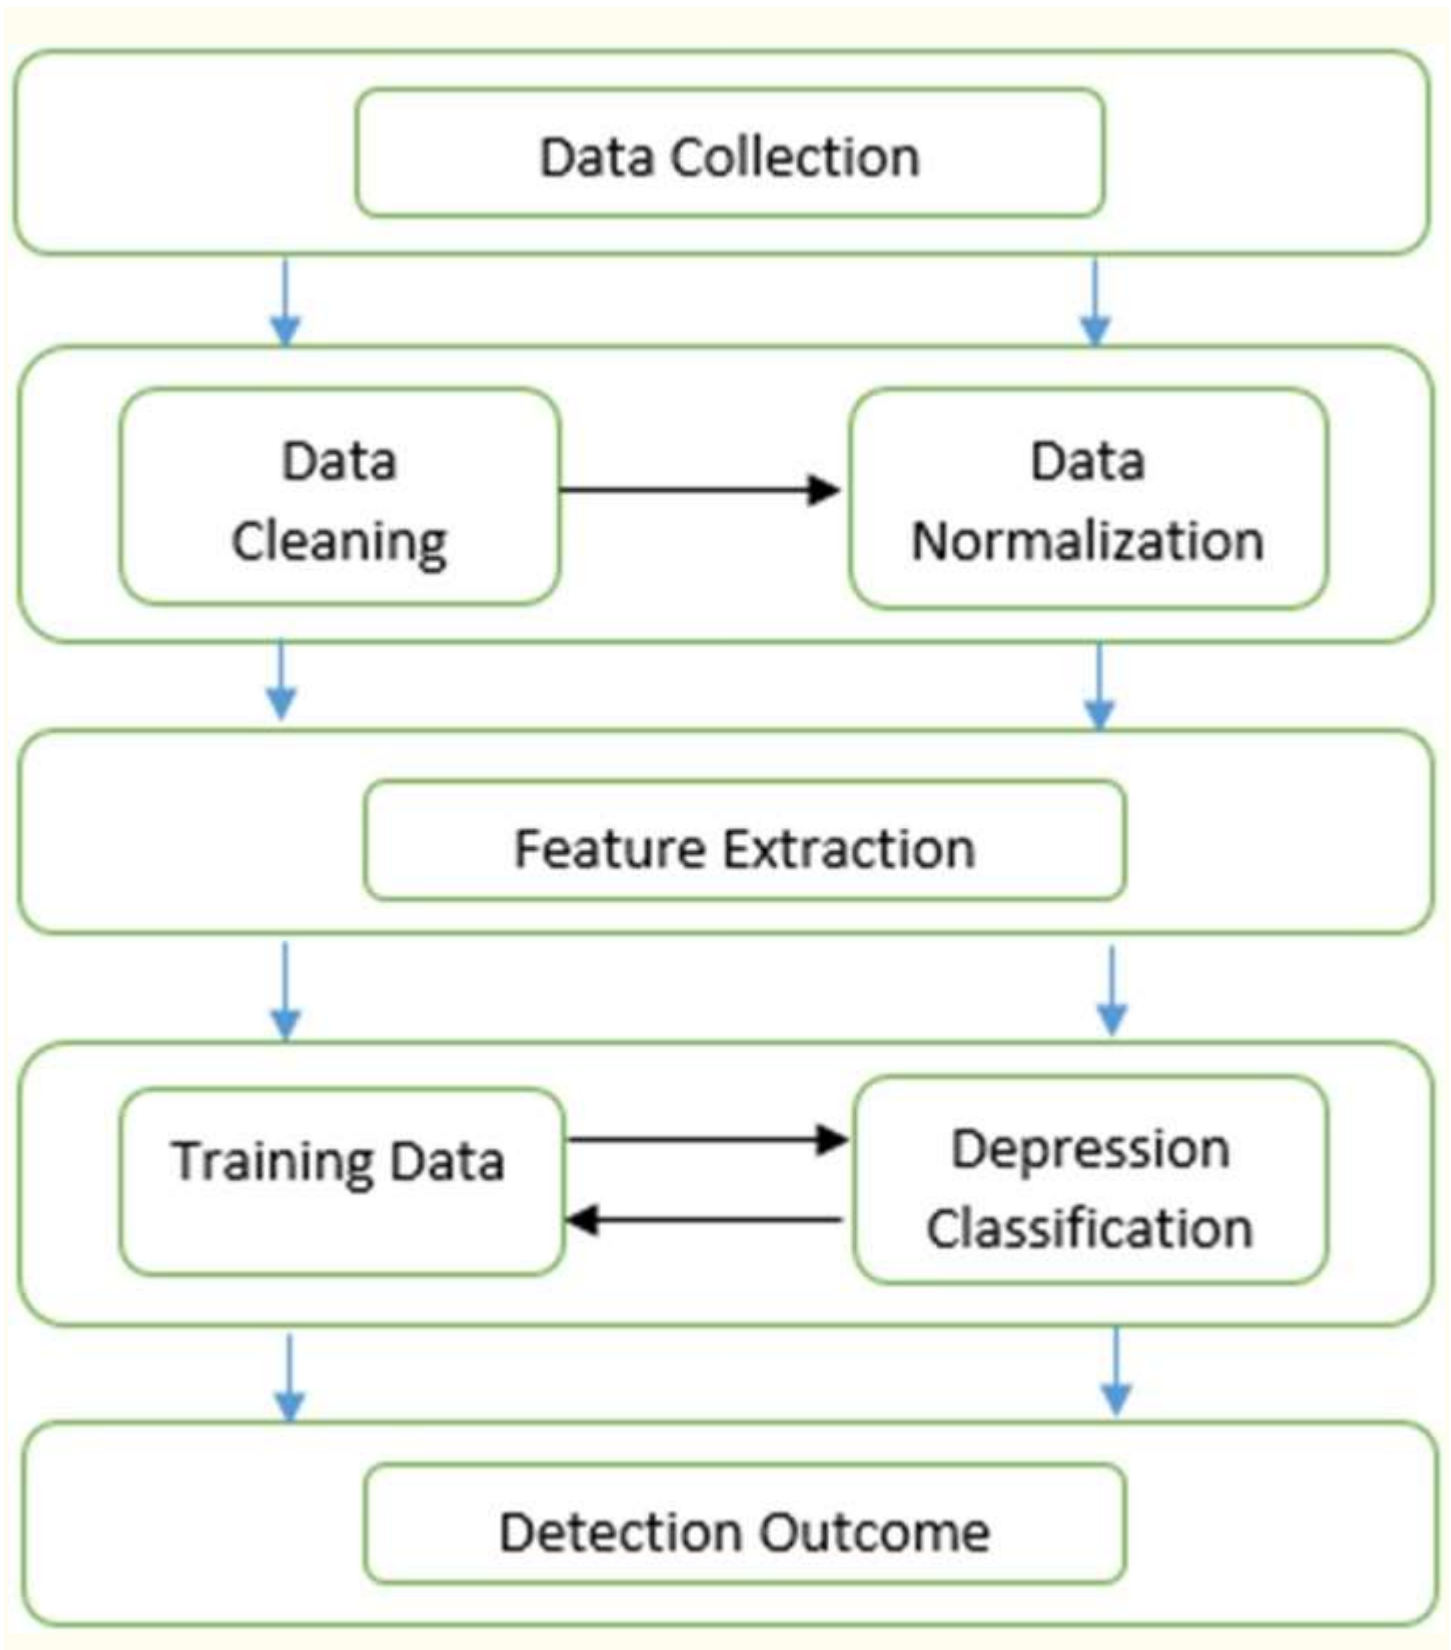 Data Collection
Data
Cleaning
Data
Normalization
Feature Extraction
Training Data
Depression
Classification
Detection Outcome